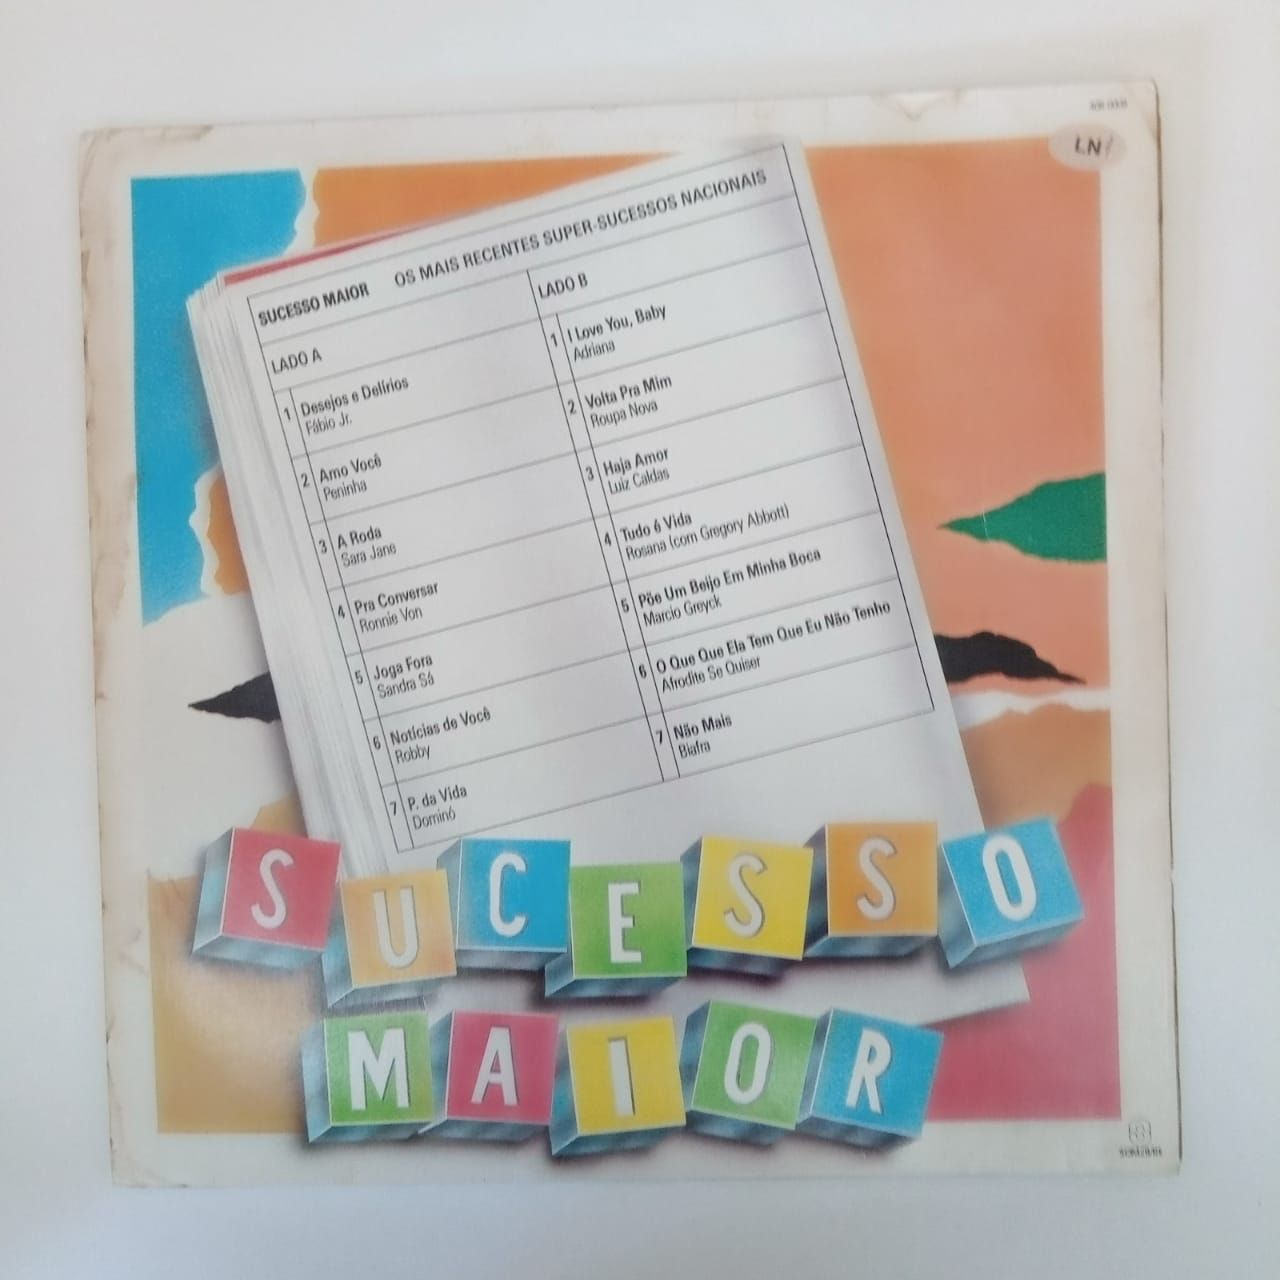 LN/
SUCESSO MAIOR OS MAIS RECENTES SUPER-SUCESSOS NACIONAIS
LADO A
1 Desejos e Delírios
Fábio Jr.
2 Amo Você
Peninha
3 A Roda
Sara Jane
4 Pra Conversar
Ronnie Von
5 Joga Fora
Sandra Sá
6 Notícias de Você
Robby
7 P. da Vida
Dominó
LADO B
1 I Love You, Baby
Adriana
2 Volta Pra Mim
Roupa Nova
3 Haja Amor
Luiz Caldas
4 Tudo é Vida
Rosana (com Gregory Abbott)
5 Põe Um Beijo Em Minha Boca
Marcio Greyck
6 O Que Que Ela Tem Que Eu Não Tenho
Afrodite Se Quiser
7 Não Mais
Biafra
SUCESSO
MAIOR